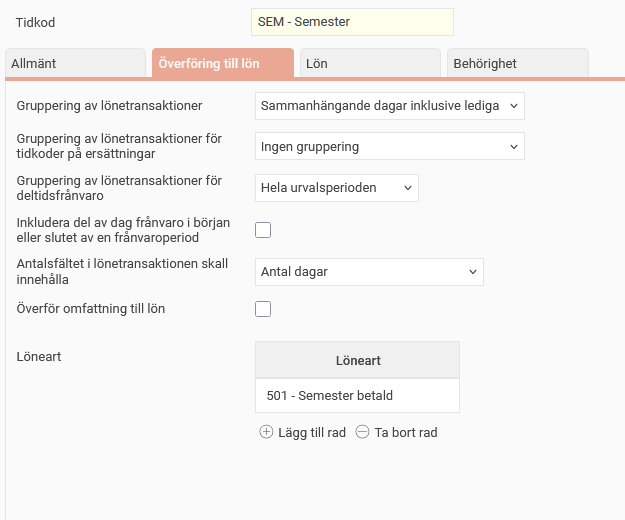 Tidkod
SEM - Semester
Allmänt
Överföring till lön
Lön
Behörighet
Gruppering av lönetransaktioner
Sammanhängande dagar inklusive lediga
Gruppering av lönetransaktioner för
tidkoder på ersättningar
Ingen gruppering
Gruppering av lönetransaktioner för
deltidsfrånvaro
Hela urvalsperioden
Inkludera del av dag frånvaro i början
eller slutet av en frånvaroperiod
Antalsfältet i lönetransaktionen skall
innehålla
Antal dagar
Överför omfattning till lön
Löneart
Löneart
501 - Semester betald
Lägg till rad
Ta bort rad